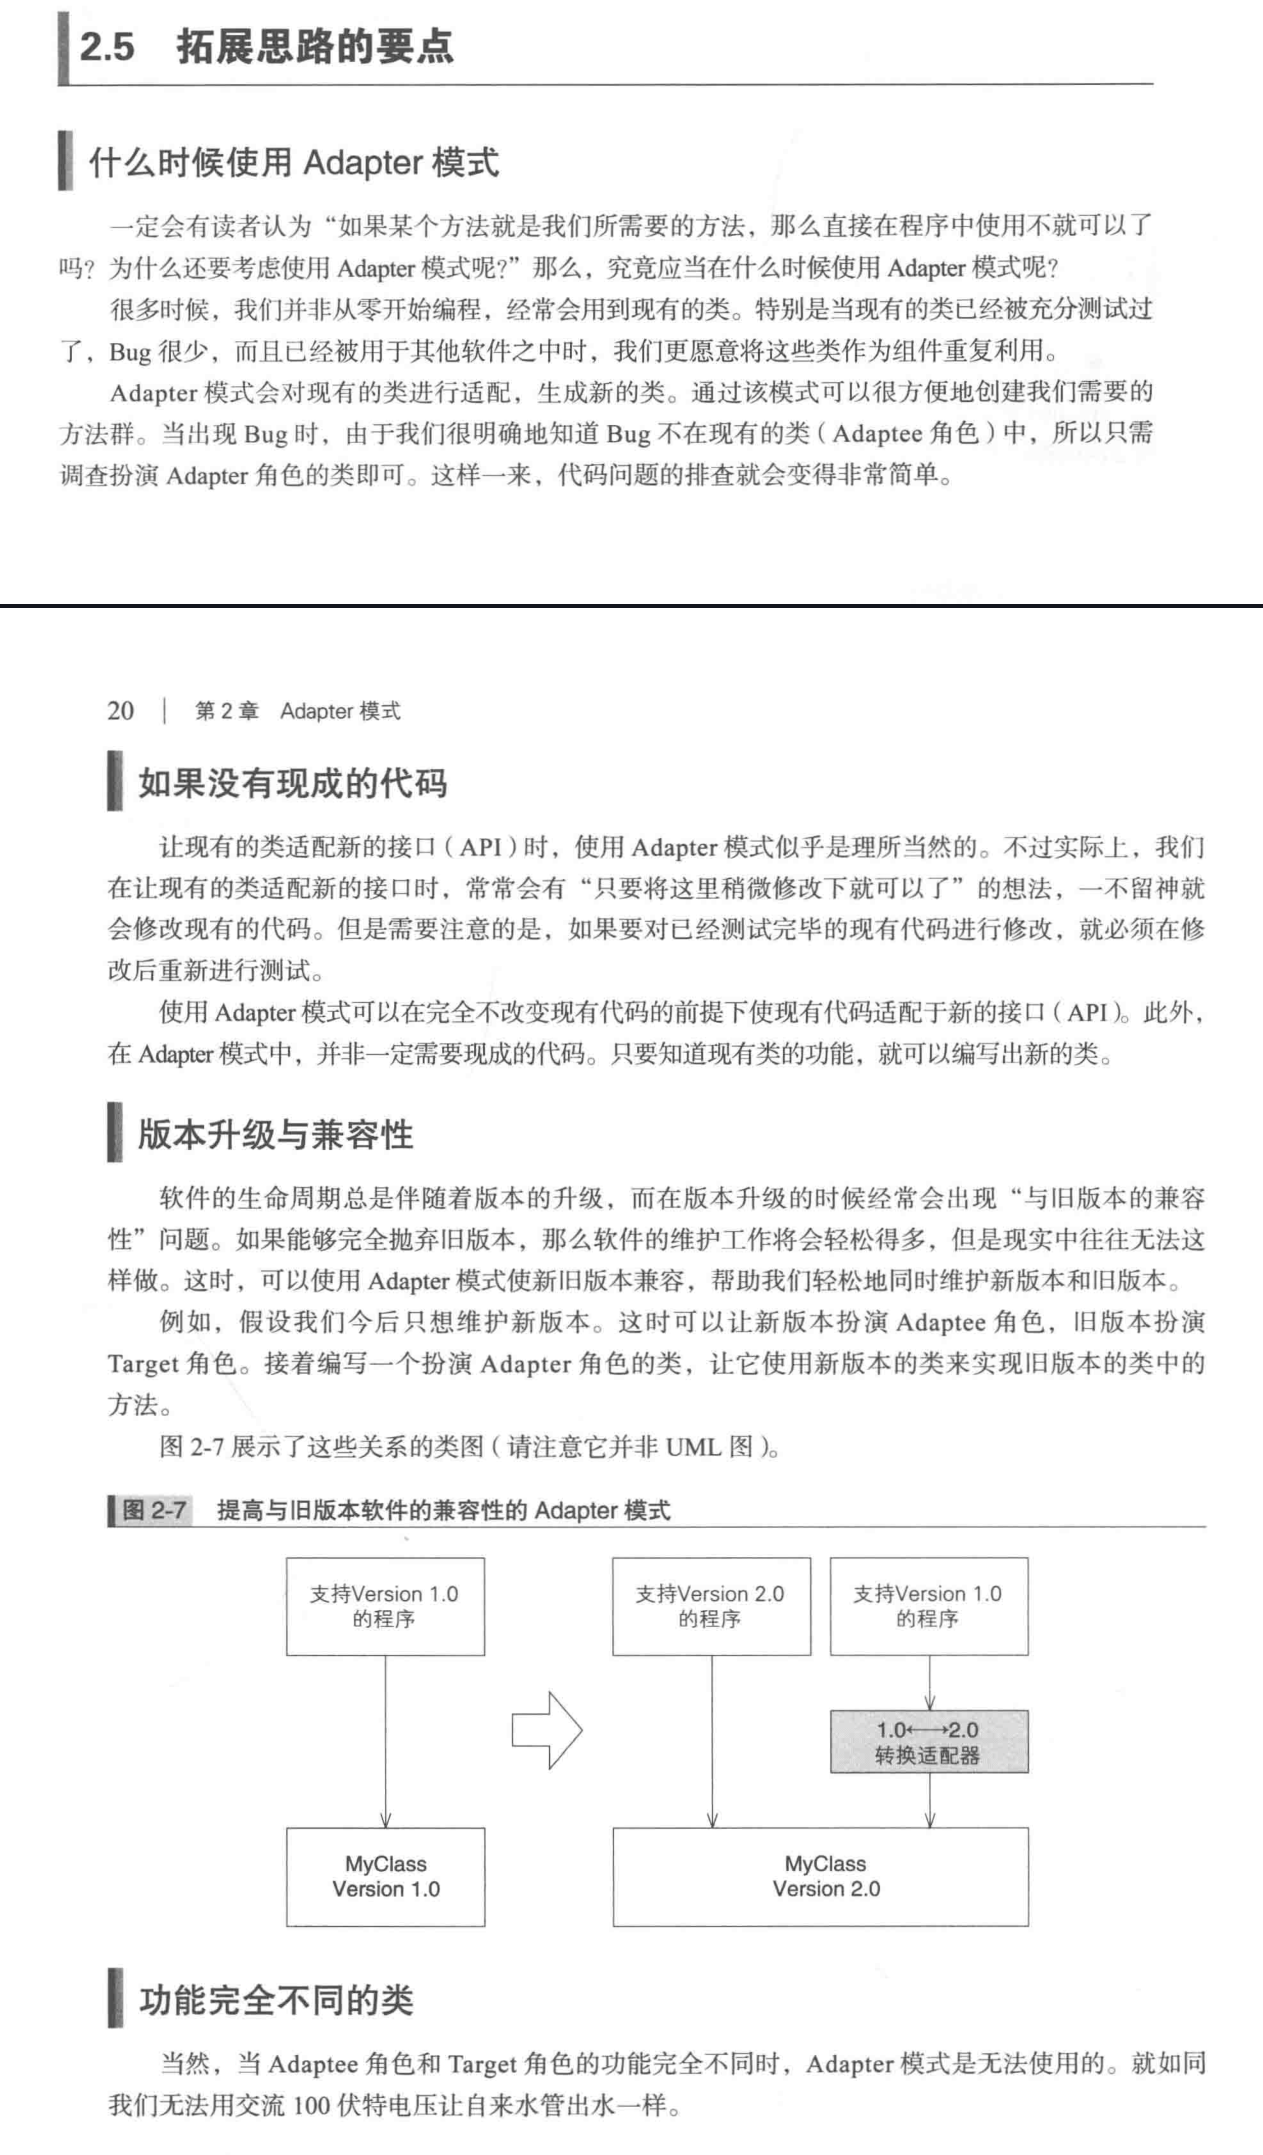 2.5 拓展思路的要点
什么时候使用 Adapter 模式
一定会有读者认为“如果某个方法就是我们所需要的方法，那么直接在程序中使用不就可以了
吗？为什么还要考虑使用 Adapter 模式呢？”那么，究竟应当在什么时候使用 Adapter 模式呢？
很多时候，我们并非从零开始编程，经常会用到现有的类。特别是当现有的类已经被充分测试过
了，Bug 很少，而且已经被用于其他软件之中时，我们更愿意将这些类作为组件重复利用。
Adapter 模式会对现有的类进行适配，生成新的类。通过该模式可以很方便地创建我们需要的
方法群。当出现 Bug 时，由于我们很明确地知道 Bug 不在现有的类（Adaptee 角色）中，所以只需
调查扮演 Adapter 角色的类即可。这样一来，代码问题的排查就会变得非常简单。
20 | 第 2 章 Adapter 模式
如果没有现成的代码
让现有的类适配新的接口（API）时，使用 Adapter 模式似乎是理所当然的。不过实际上，我们
在让现有的类适配新的接口时，常常会有“只要将这里稍微修改下就可以了”的想法，一不留神就
会修改现有的代码。但是需要注意的是，如果要对已经测试完毕的现有代码进行修改，就必须在修
改后重新进行测试。
使用 Adapter 模式可以在完全不改变现有代码的前提下使现有代码适配于新的接口（API）。此外，
在 Adapter 模式中，并非一定需要现成的代码。只要知道现有类的功能，就可以编写出新的类。
版本升级与兼容性
软件的生命周期总是伴随着版本的升级，而在版本升级的时候经常会出现“与旧版本的兼容
性”问题。如果能够完全抛弃旧版本，那么软件的维护工作将会轻松得多，但是现实中往往无法这
样做。这时，可以使用 Adapter 模式使新旧版本兼容，帮助我们轻松地同时维护新版本和旧版本。
例如，假设我们今后只想维护新版本。这时可以让新版本扮演 Adaptee 角色，旧版本扮演
Target 角色。接着编写一个扮演 Adapter 角色的类，让它使用新版本的类来实现旧版本的类中的
方法。
图 2-7 展示了这些关系的类图（请注意它并非 UML 图）。
图 2-7 提高与旧版本软件的兼容性的 Adapter 模式
支持Version 1.0
的程序
支持Version 2.0
的程序
支持Version 1.0
的程序
1.0←→2.0
转换适配器
MyClass
Version 1.0
MyClass
Version 2.0
功能完全不同的类
当然，当 Adaptee 角色和 Target 角色的功能完全不同时，Adapter 模式是无法使用的。就如同
我们无法用交流 100 伏特电压让自来水管出水一样。